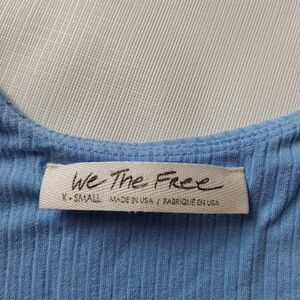 We The Free
X • SMALL MADE IN USA / FABRIQUÉ EN USA